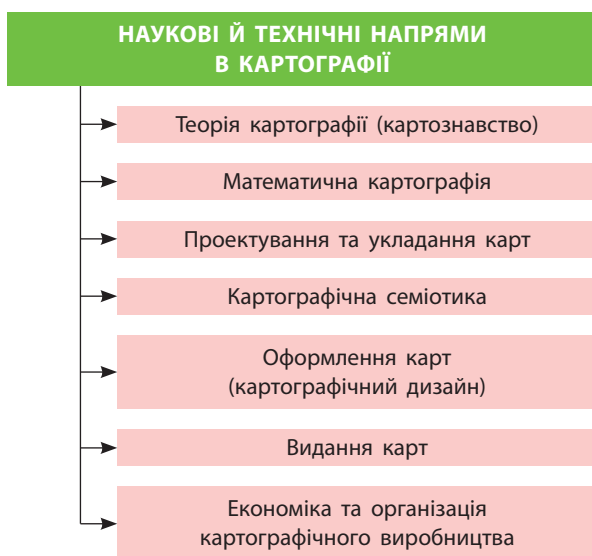 НАУКОВІ Й ТЕХНІЧНІ НАПРЯМИ
В КАРТОГРАФІЇ
Теорія картографії (картознавство)
Математична картографія
Проектування та укладання карт
Картографічна семіотика
Оформлення карт
(картографічний дизайн)
Видання карт
Економіка та організація
картографічного виробництва